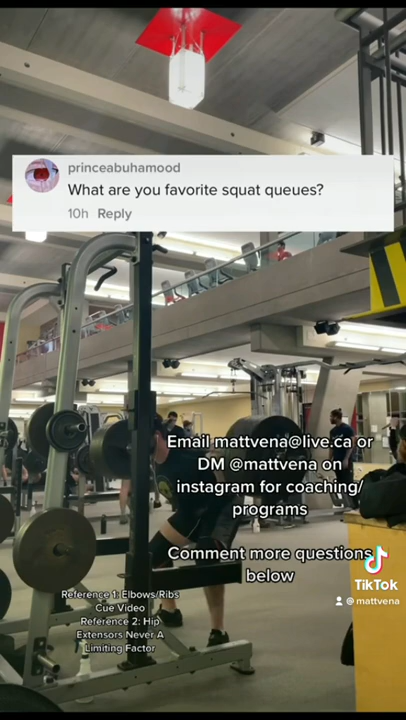 princeabuhamood
What are you favorite squat queues?
10h Reply
Email mattvena@live.ca or
DM @mattvena on
instagram for coaching/
programs
Comment more questions
below
Reference 1: Elbows/Ribs
Cue Video
Reference 2: Hip
Extensors Never A
Limiting Factor
TikTok
@mattvena